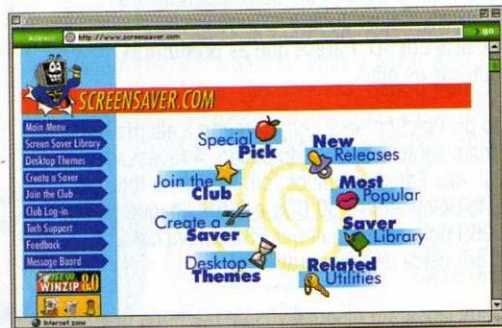 Address http://www.screensaver.com
go
SCREENSAVER.COM
Main Menu
Screen Saver Library
Desktop Themes
Create a Saver
Join the Club
Club Log-in
Tech Support
Feedback
Message Board
NEW
WINZIP 8.0
Special
Pick
Join the
Club
Create a
Saver
Desktop
Themes
New
Releases
Most
Popular
Saver
Library
Related
Utilities
Internet zone